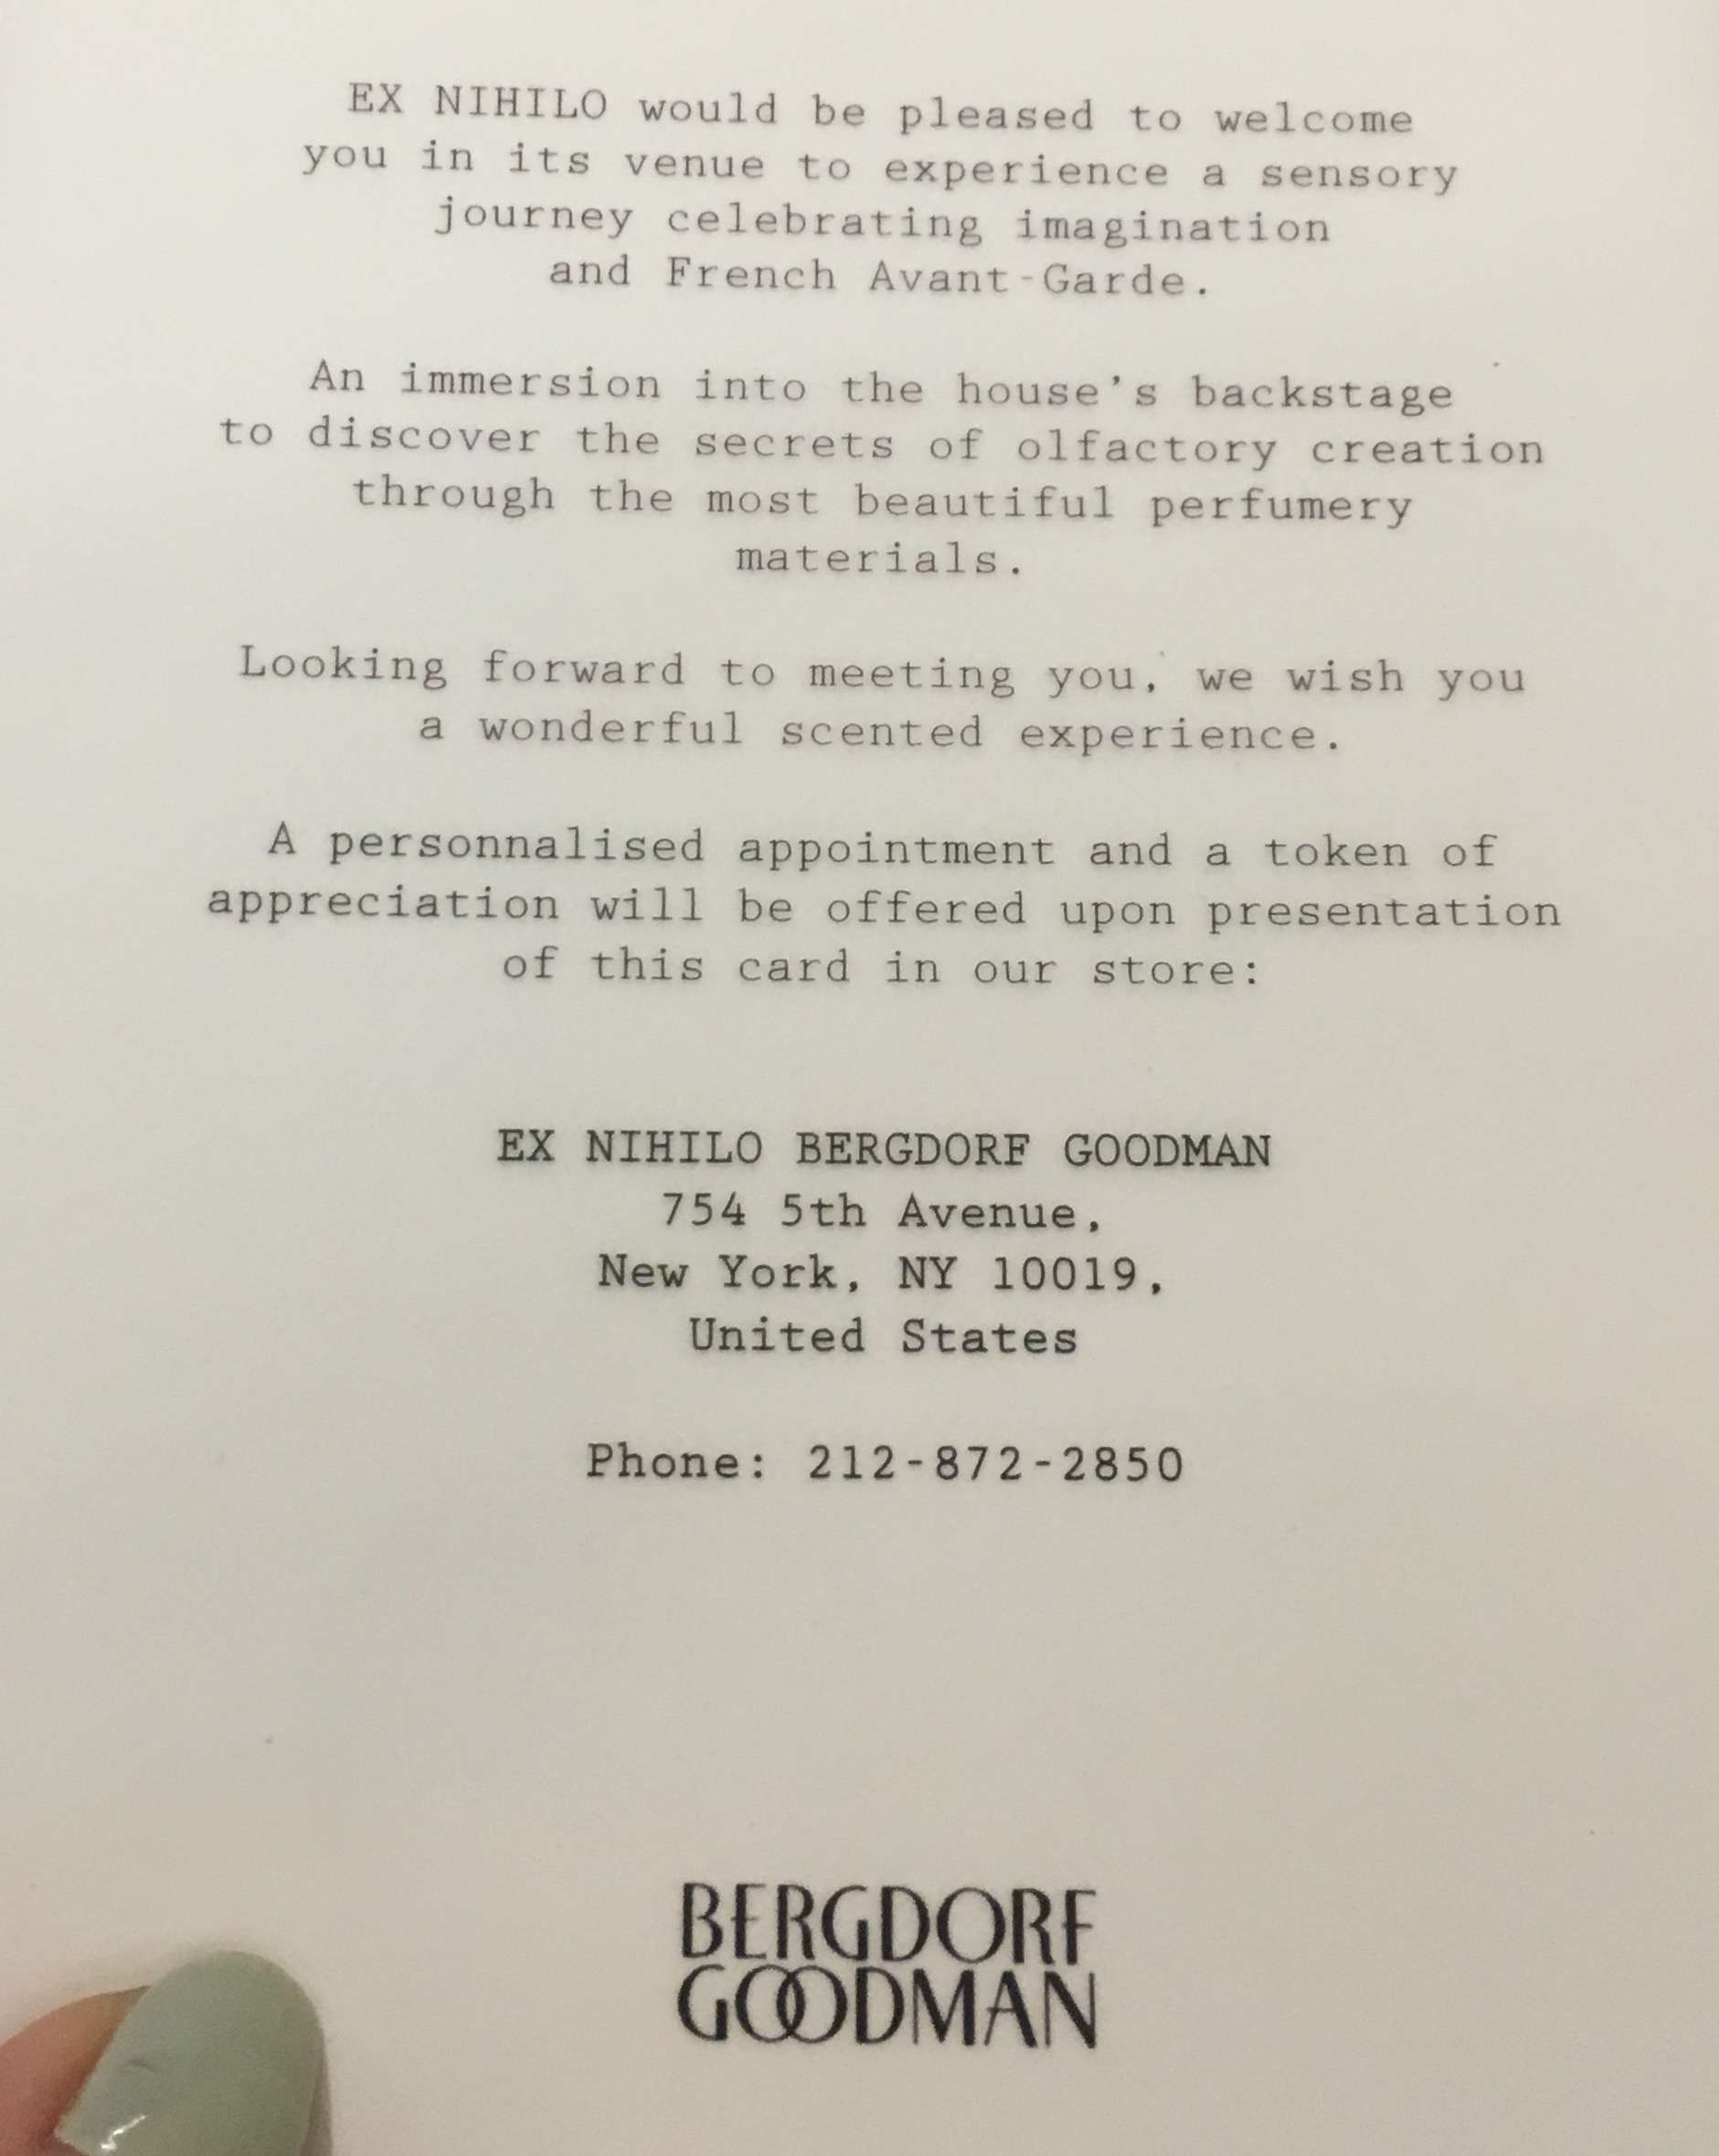 EX NIHILO would be pleased to welcome
you in its venue to experience a sensory
journey celebrating imagination
and French Avant-Garde.
An immersion into the house's backstage
to discover the secrets of olfactory creation
through the most beautiful perfumery
materials.
Looking forward to meeting you, we wish you
a wonderful scented experience.
A personnalised appointment and a token of
appreciation will be offered upon presentation
of this card in our store:
EX NIHILO BERGDORF GOODMAN
754 5th Avenue,
New York, NY 10019,
United States
Phone: 212-872-2850
BERGDORF
GOODMAN